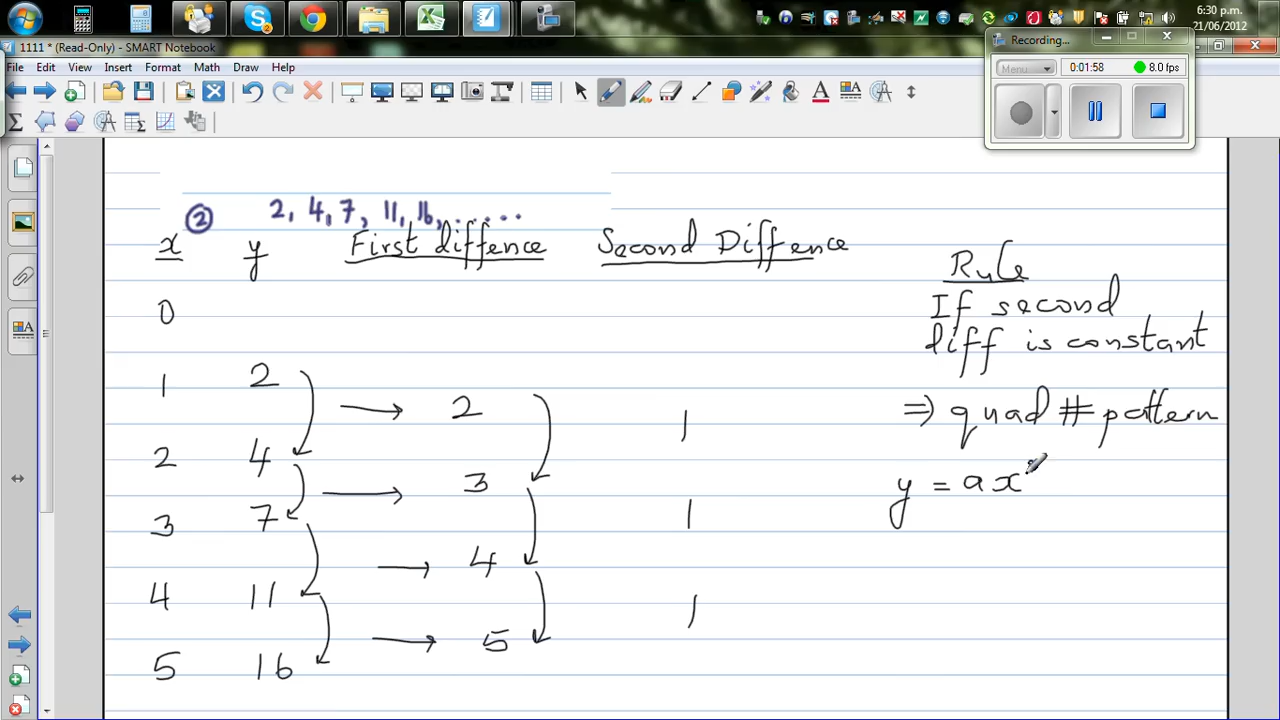 6:30 p.m.
21/06/2012
1111 * (Read-Only) - SMART Notebook
Recording...
File Edit View Insert Format Math Draw Help
Menu
0:01:58
8.0 fps
② 2, 4, 7, 11, 16, . . ...
x y First diffence Second Diffence
Rule
0
If second
diff is constant
1 2
2 1
⇒ quad # pattern
2 4
3
y = ax
3 7
1
4
4 11
1
5
5 16